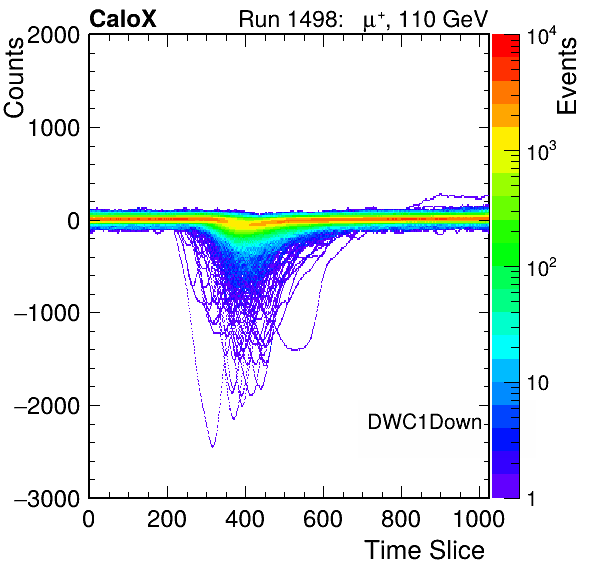 CaloX Run 1498: μ⁺, 110 GeV
Counts
Events
2000
1000
0
−1000
−2000
−3000
0 200 400 600 800 1000
Time Slice
DWC1Down
10⁴
10³
10²
10
1